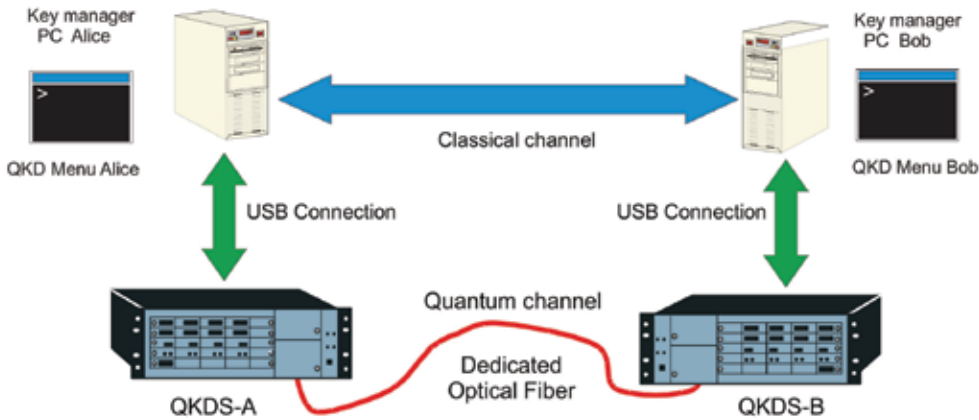 Key manager
PC Alice
Key manager
PC Bob
>
>
Classical channel
QKD Menu Alice
QKD Menu Bob
USB Connection
USB Connection
Quantum channel
Dedicated
Optical Fiber
QKDS-A
QKDS-B